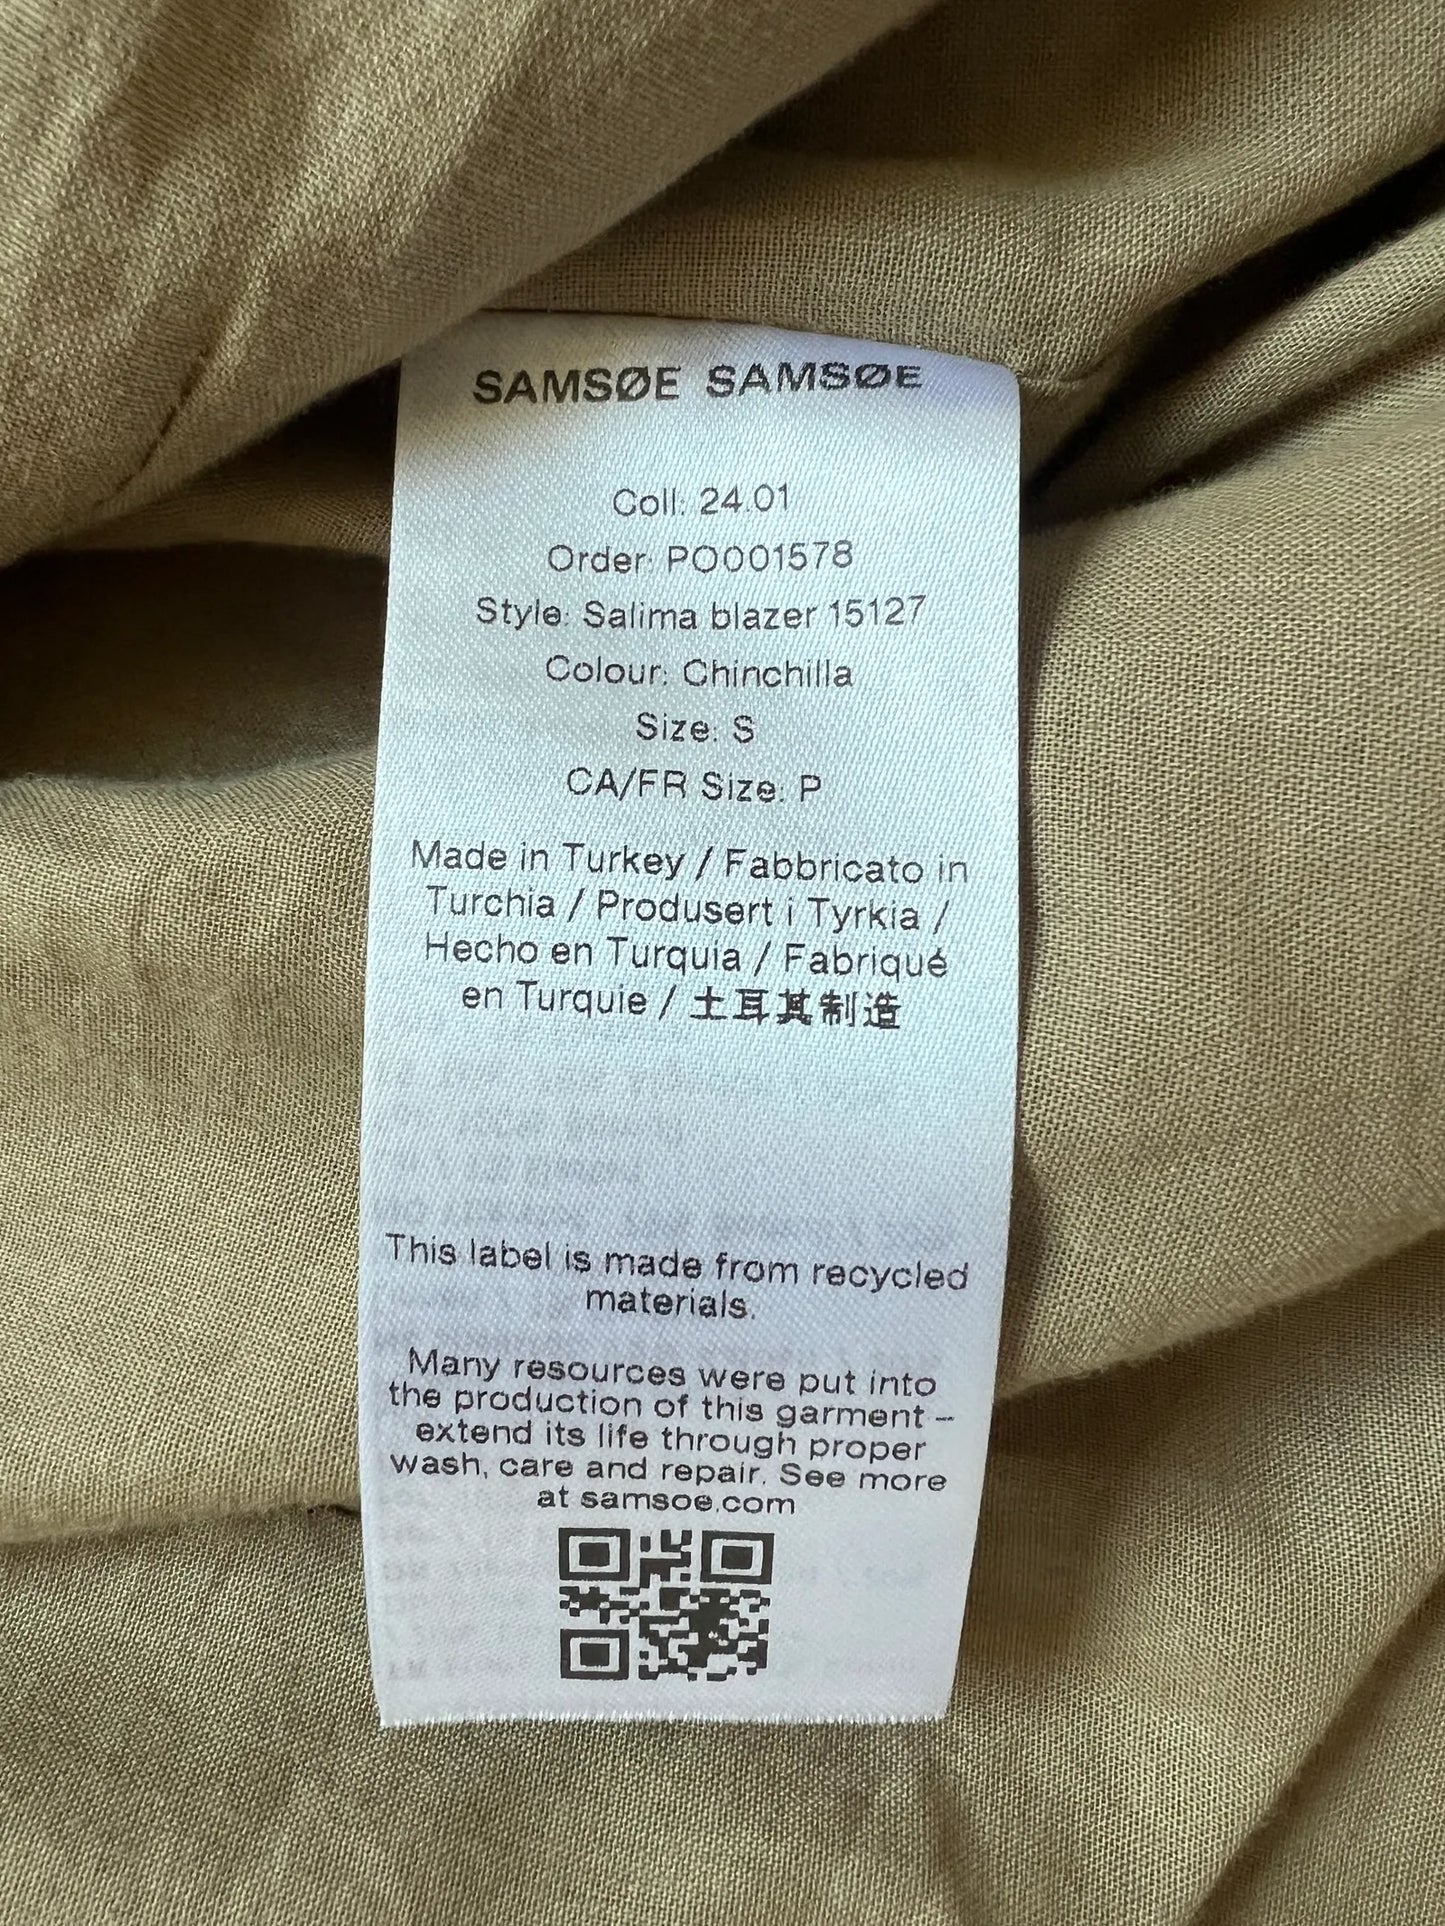 SAMSØE SAMSØE
Coll: 24.01
Order: PO001578
Style: Salima blazer 15127
Colour: Chinchilla
Size: S
CA/FR Size: P
Made in Turkey / Fabbricato in
Turchia / Produsert i Tyrkia /
Hecho en Turquía / Fabriqué
en Turquie / 土耳其制造
This label is made from recycled
materials.
Many resources were put into
the production of this garment –
extend its life through proper
wash, care and repair. See more
at samsoe.com